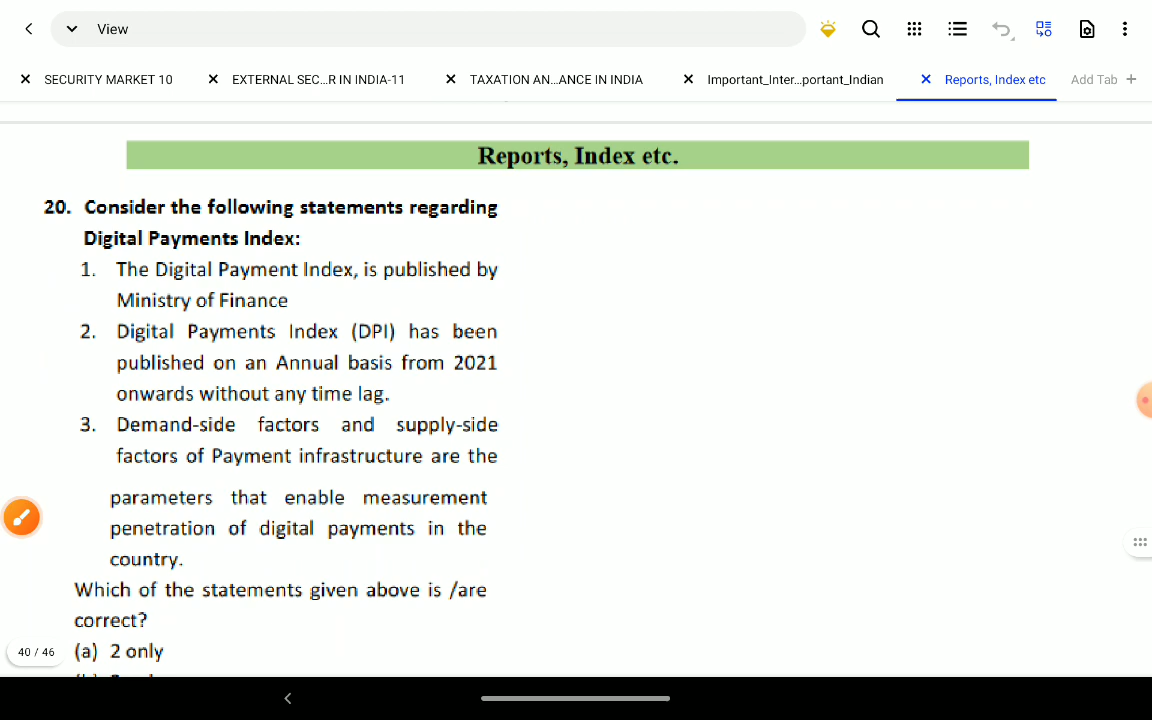 View
SECURITY MARKET 10
EXTERNAL SEC...R IN INDIA-11
TAXATION AN...ANCE IN INDIA
Important_Inter...portant_Indian
Reports, Index etc
Add Tab +
Reports, Index etc.
20. Consider the following statements regarding
Digital Payments Index:
1. The Digital Payment Index, is published by
Ministry of Finance
2. Digital Payments Index (DPI) has been
published on an Annual basis from 2021
onwards without any time lag.
3. Demand-side factors and supply-side
factors of Payment infrastructure are the
parameters that enable measurement
penetration of digital payments in the
country.
Which of the statements given above is /are
correct?
40 / 46
(a) 2 only